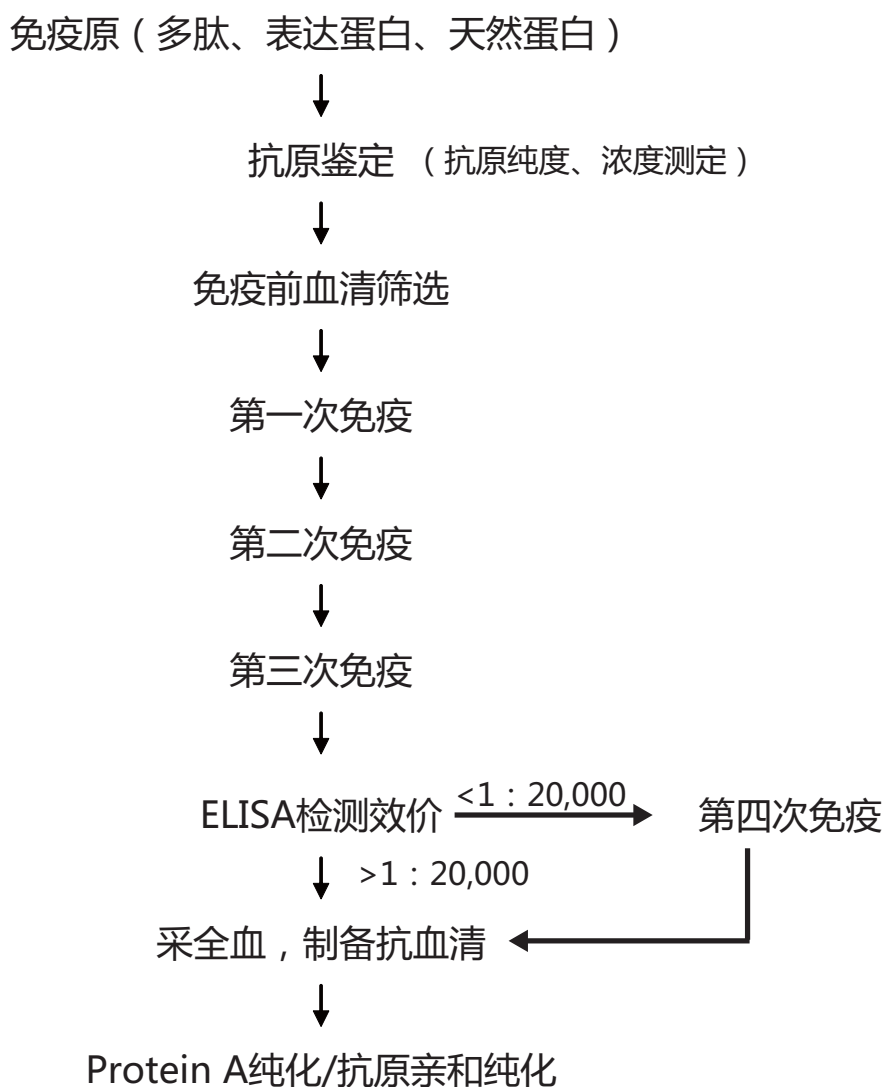 免疫原（多肽、表达蛋白、天然蛋白）
抗原鉴定 （抗原纯度、浓度测定）
免疫前血清筛选
第一次免疫
第二次免疫
第三次免疫
ELISA检测效价 <1：20,000 第四次免疫
>1：20,000
采全血，制备抗血清
Protein A纯化/抗原亲和纯化